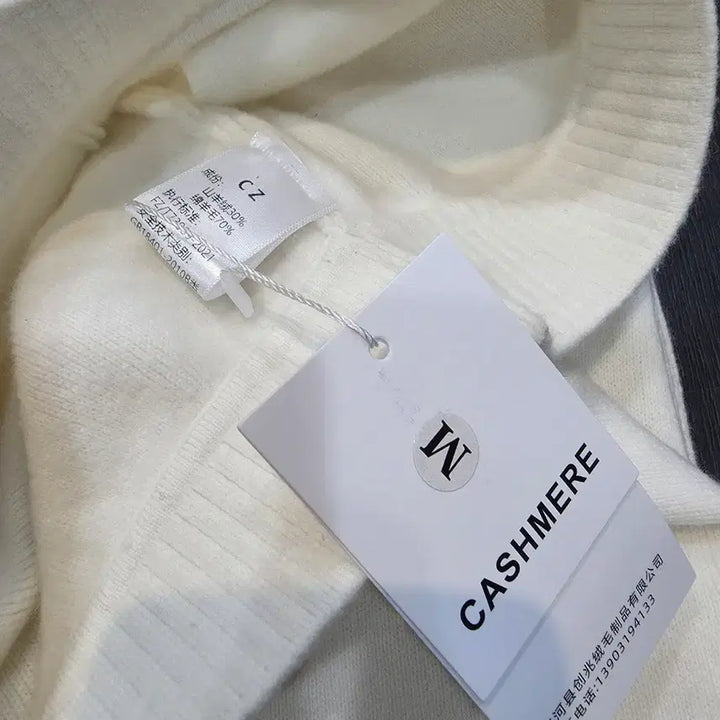 CZ
成份:
山羊绒30%
绵羊毛70%
执行标准:
安全技术类别:
M
CASHMERE
河县创兆绒毛制品有限公司
电话:13903194133